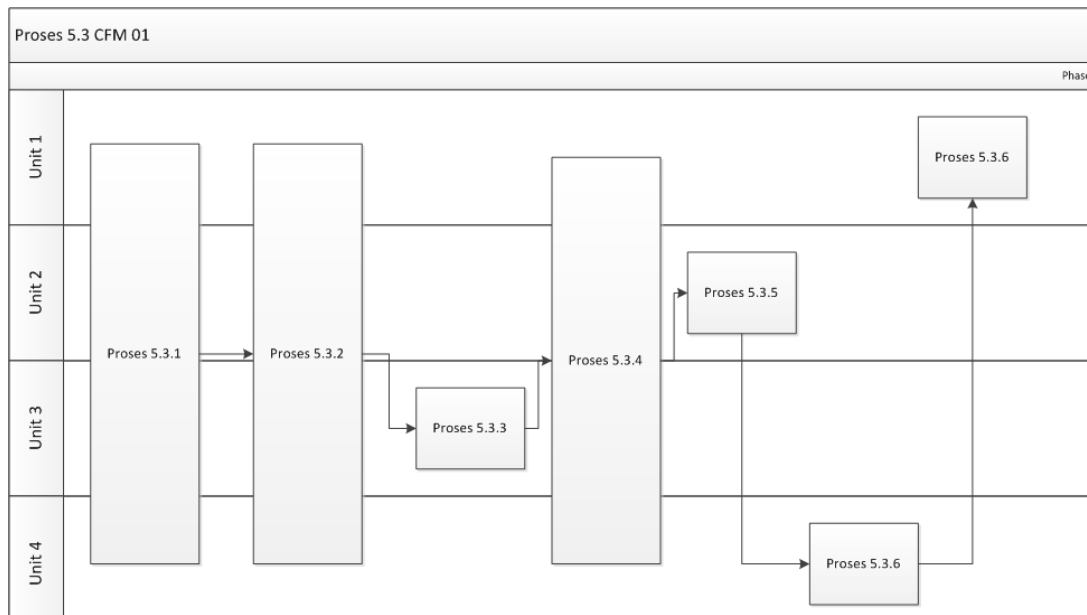 Proses 5.3 CFM 01
Phase
Unit 1
Unit 2
Unit 3
Unit 4
Proses 5.3.1
Proses 5.3.2
Proses 5.3.3
Proses 5.3.4
Proses 5.3.5
Proses 5.3.6
Proses 5.3.6